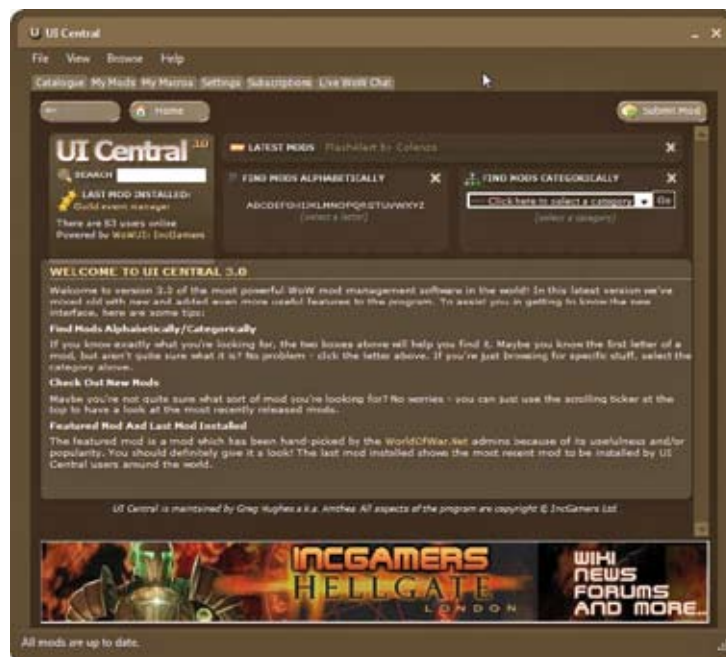 UI Central
File View Browse Help
Catalogue My Mods My Macros Settings Subscriptions Live WoW Chat
Home
Submit Mod
UI Central 3.0
SEARCH
LAST MOD INSTALLED:
Guild event manager
There are 53 users online
Powered by WoWUI: IncGamers
LATEST MODS FlashAlert by Colenzo
FIND MODS ALPHABETICALLY
ABCDEFGHIJKLMNOPQRSTUVWXYZ
(select a letter)
FIND MODS CATEGORICALLY
Click here to select a category
Go
(select a category)
WELCOME TO UI CENTRAL 3.0
Welcome to version 3.2 of the most powerful WoW mod management software in the world! In this latest version we've
mixed old with new and added even more useful features to the program. To assist you in getting to know the new
interface, here are some tips:
Find Mods Alphabetically/Categorically
If you know exactly what you're looking for, the two boxes above will help you find it. Maybe you know the first letter of a
mod, but aren't quite sure what it is? No problem - click the letter above. If you're just browsing for specific stuff, select the
category above.
Check Out New Mods
Maybe you're not quite sure what sort of mod you're looking for? No worries - you can just use the scrolling ticker at the
top to have a look at the most recently released mods.
Featured Mod And Last Mod Installed
The featured mod is a mod which has been hand-picked by the WorldOfWar.Net admins because of its usefulness and/or
popularity. You should definitely give it a look! The last mod installed shows the most recent mod to be installed by UI
Central users around the world.
UI Central is maintained by Greg Hughes a.k.a. All aspects of the program are copyright © IncGamers Ltd.
INCGAMERS
HELLGATE
LONDON
WIKI
NEWS
FORUMS
AND MORE...
All mods are up to date.